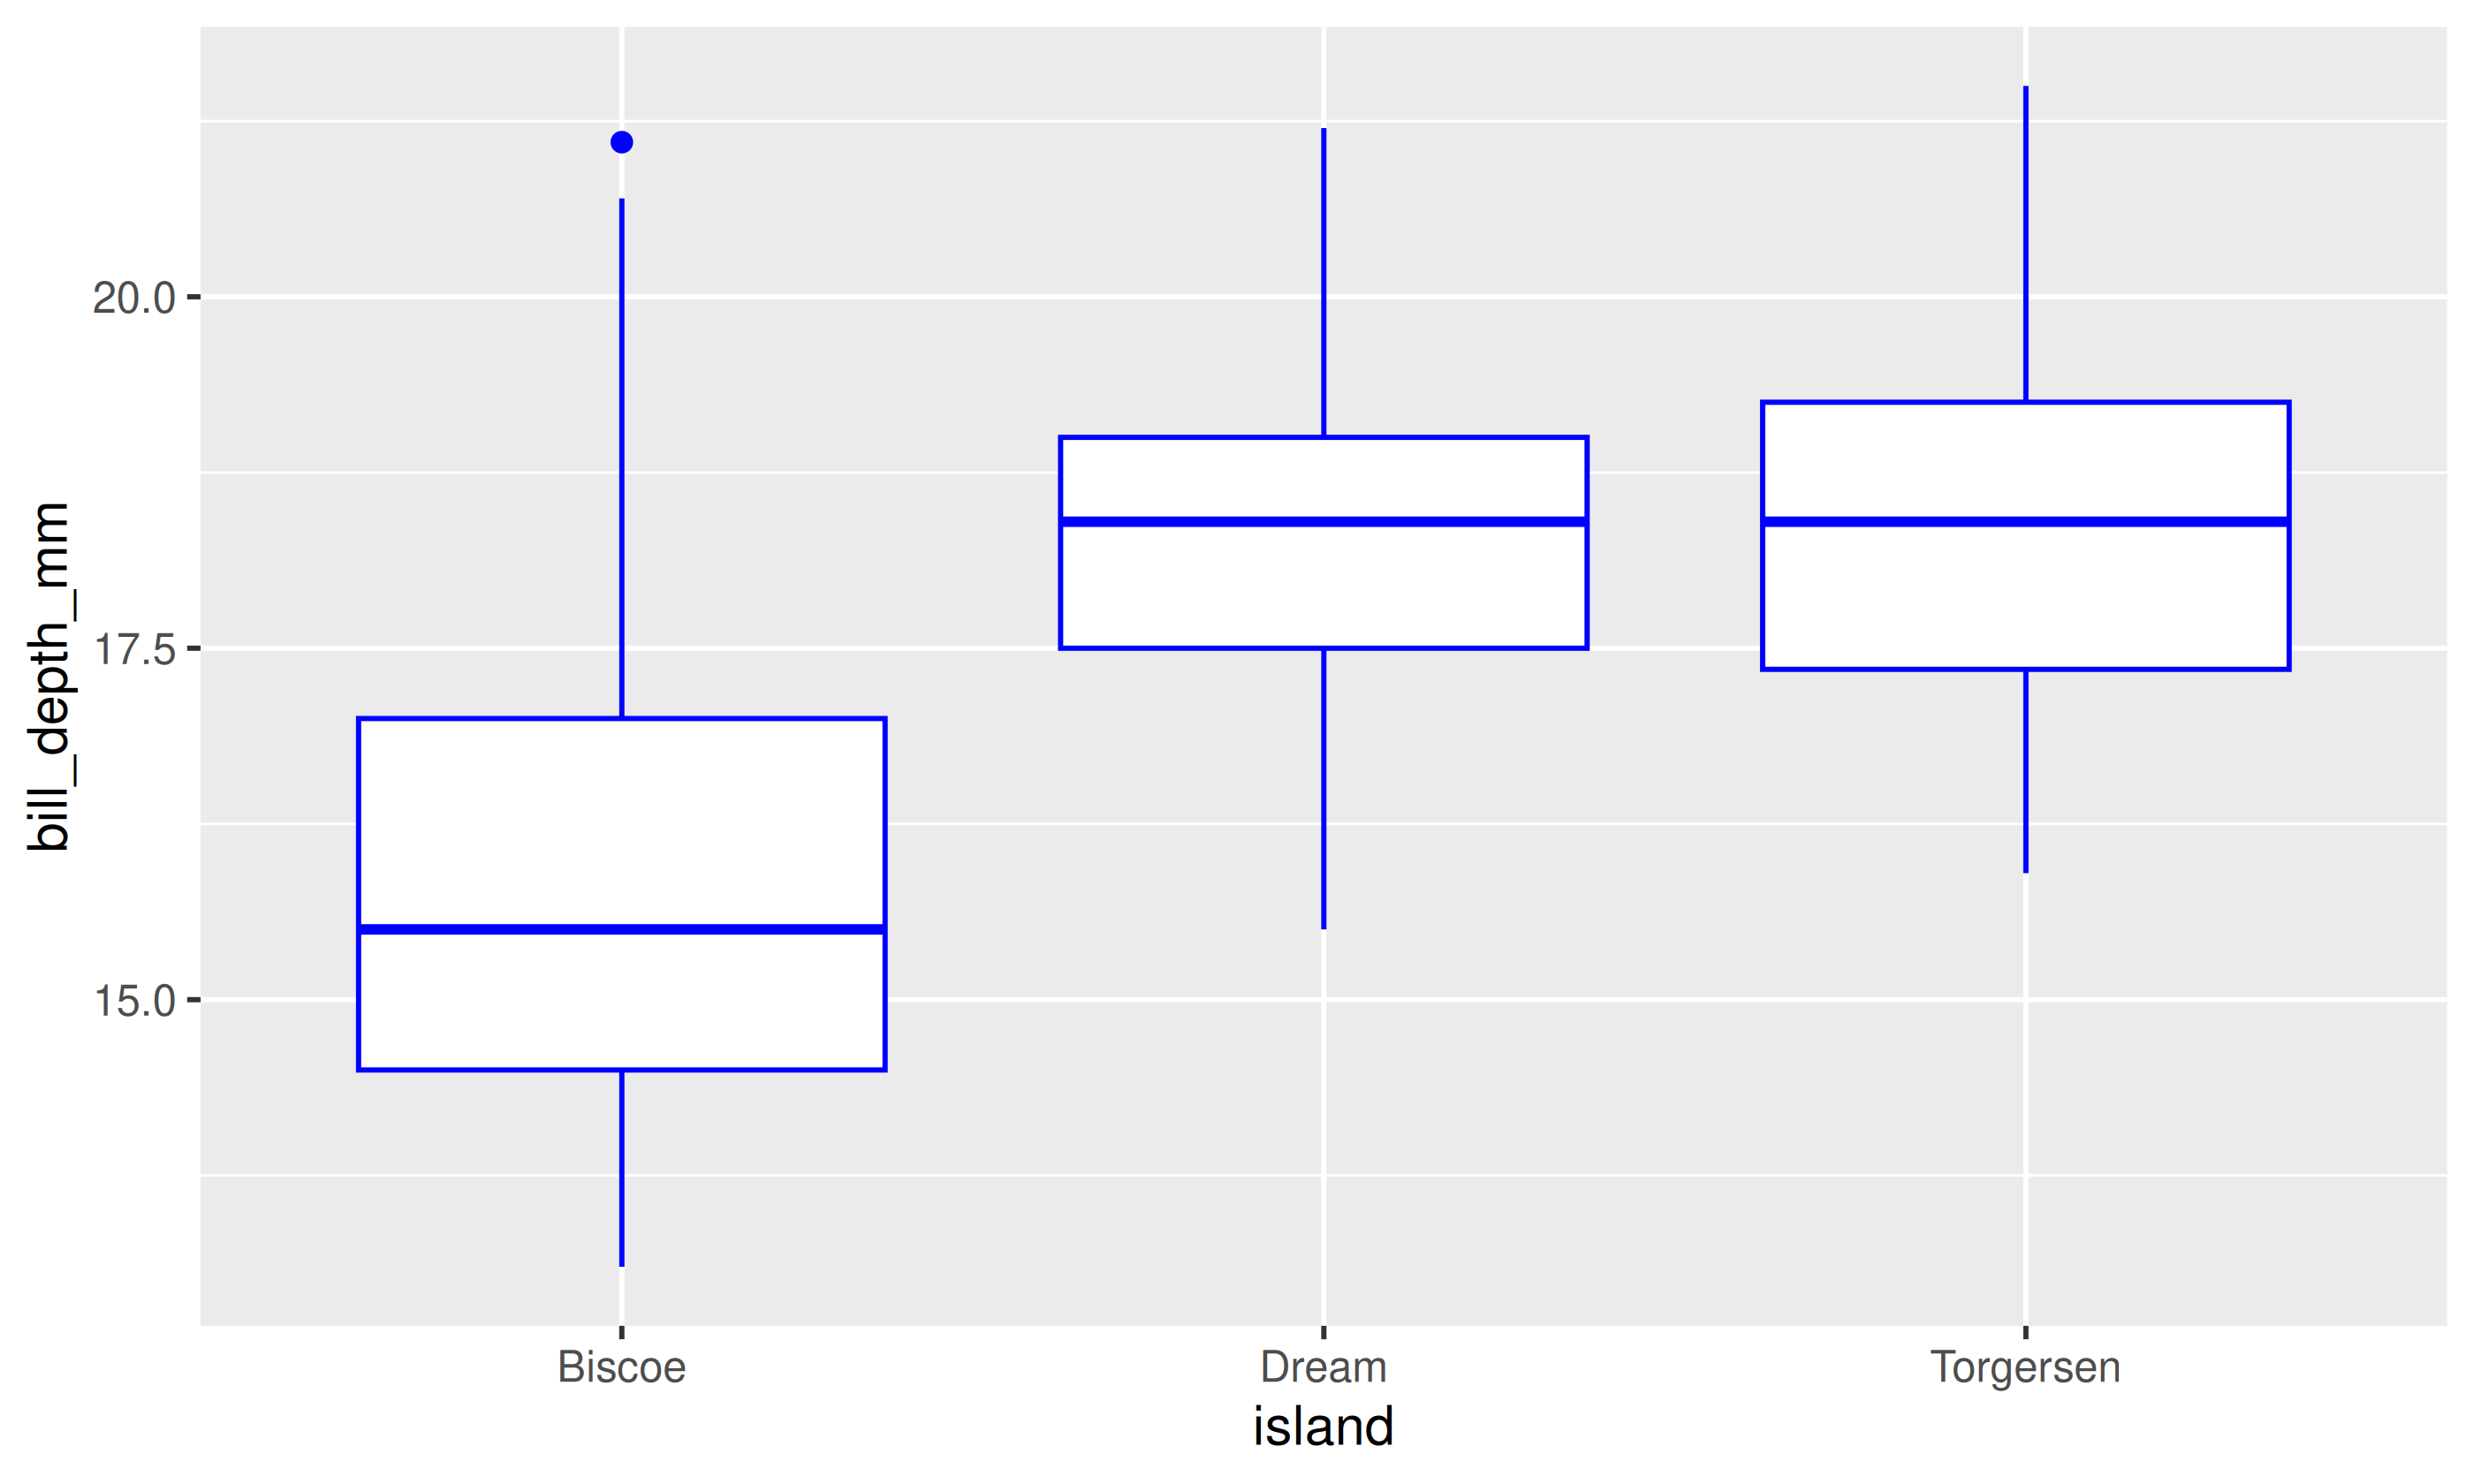 bill_depth_mm
20.0
17.5
15.0
Biscoe Dream Torgersen
island